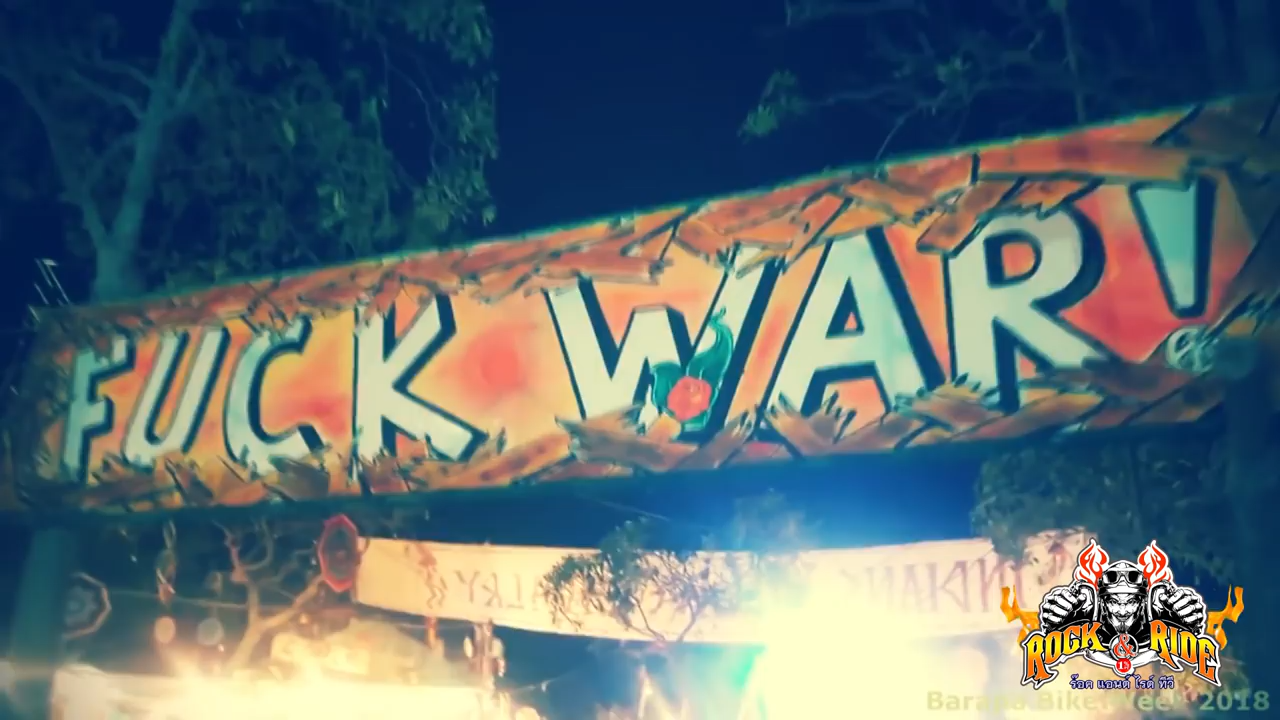 FUCK WAR!
ROCK & RIDE
13
ร็อค แอนด์ ไรด์ ทีวี
Bike Week 2018